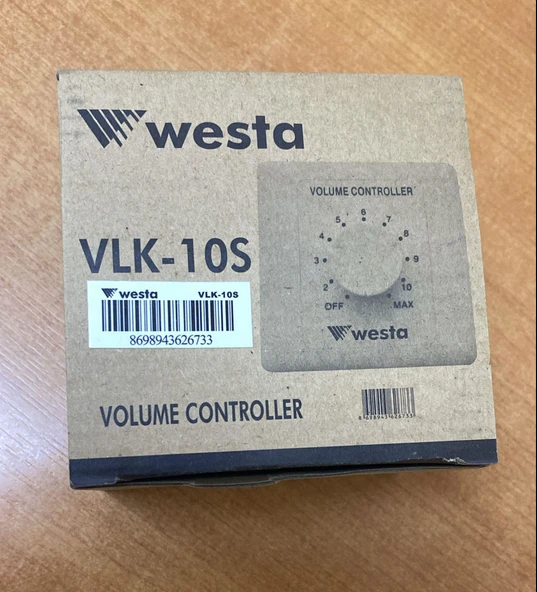 westa
VOLUME CONTROLLER
5 6 7
4 8
3 9
2 10
OFF MAX
westa
VLK-10S
westa VLK-10S
8698943626733
VOLUME CONTROLLER